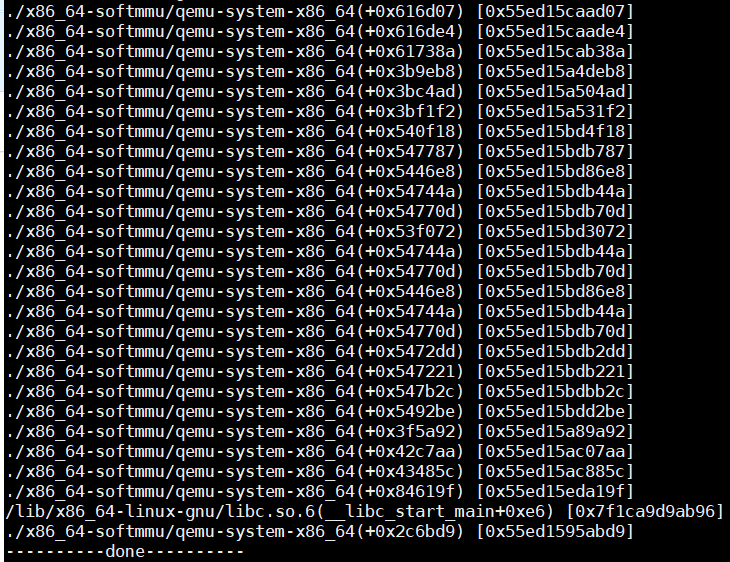 ./x86_64-softmmu/qemu-system-x86_64(+0x616d07) [0x55ed15caad07]
./x86_64-softmmu/qemu-system-x86_64(+0x616de4) [0x55ed15caade4]
./x86_64-softmmu/qemu-system-x86_64(+0x61738a) [0x55ed15cab38a]
./x86_64-softmmu/qemu-system-x86_64(+0x3b9eb8) [0x55ed15a4deb8]
./x86_64-softmmu/qemu-system-x86_64(+0x3bc4ad) [0x55ed15a504ad]
./x86_64-softmmu/qemu-system-x86_64(+0x3bf1f2) [0x55ed15a531f2]
./x86_64-softmmu/qemu-system-x86_64(+0x540f18) [0x55ed15bd4f18]
./x86_64-softmmu/qemu-system-x86_64(+0x547787) [0x55ed15bdb787]
./x86_64-softmmu/qemu-system-x86_64(+0x5446e8) [0x55ed15bd86e8]
./x86_64-softmmu/qemu-system-x86_64(+0x54744a) [0x55ed15bdb44a]
./x86_64-softmmu/qemu-system-x86_64(+0x54770d) [0x55ed15bdb70d]
./x86_64-softmmu/qemu-system-x86_64(+0x53f072) [0x55ed15bd3072]
./x86_64-softmmu/qemu-system-x86_64(+0x54744a) [0x55ed15bdb44a]
./x86_64-softmmu/qemu-system-x86_64(+0x54770d) [0x55ed15bdb70d]
./x86_64-softmmu/qemu-system-x86_64(+0x5446e8) [0x55ed15bd86e8]
./x86_64-softmmu/qemu-system-x86_64(+0x54744a) [0x55ed15bdb44a]
./x86_64-softmmu/qemu-system-x86_64(+0x54770d) [0x55ed15bdb70d]
./x86_64-softmmu/qemu-system-x86_64(+0x5472dd) [0x55ed15bdb2dd]
./x86_64-softmmu/qemu-system-x86_64(+0x547221) [0x55ed15bdb221]
./x86_64-softmmu/qemu-system-x86_64(+0x547b2c) [0x55ed15bdbb2c]
./x86_64-softmmu/qemu-system-x86_64(+0x5492be) [0x55ed15bdd2be]
./x86_64-softmmu/qemu-system-x86_64(+0x3f5a92) [0x55ed15a89a92]
./x86_64-softmmu/qemu-system-x86_64(+0x42c7aa) [0x55ed15ac07aa]
./x86_64-softmmu/qemu-system-x86_64(+0x43485c) [0x55ed15ac885c]
./x86_64-softmmu/qemu-system-x86_64(+0x84619f) [0x55ed15eda19f]
/lib/x86_64-linux-gnu/libc.so.6(__libc_start_main+0xe6) [0x7f1ca9d9ab96]
./x86_64-softmmu/qemu-system-x86_64(+0x2c6bd9) [0x55ed1595abd9]
----------done----------